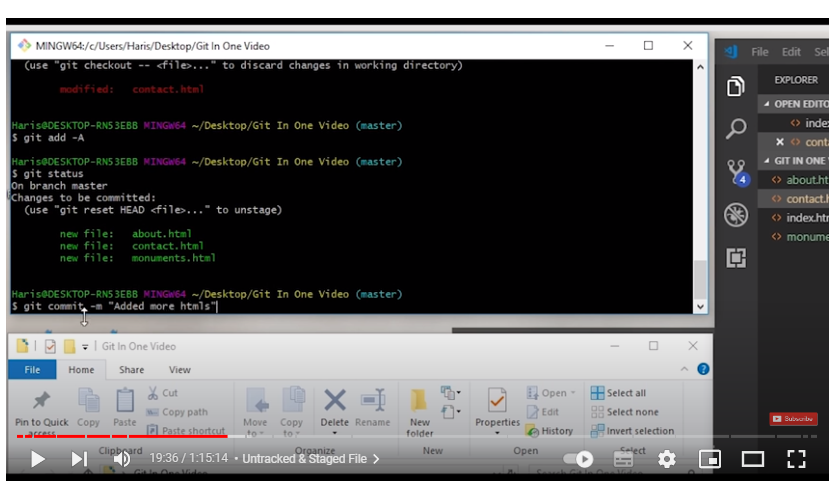 MINGW64:/c/Users/Haris/Desktop/Git In One Video
(use "git checkout -- <file>..." to discard changes in working directory)
modified: contact.html
Haris@DESKTOP-RN53EBB MINGW64 ~/Desktop/Git In One Video (master)
$ git add -A
Haris@DESKTOP-RN53EBB MINGW64 ~/Desktop/Git In One Video (master)
$ git status
On branch master
Changes to be committed:
(use "git reset HEAD <file>..." to unstage)
new file: about.html
new file: contact.html
new file: monuments.html
Haris@DESKTOP-RN53EBB MINGW64 ~/Desktop/Git In One Video (master)
$ git commit -m "Added more htmls"
File Edit Sel
EXPLORER
OPEN EDITO
inde
cont
GIT IN ONE
4
about.ht
contact.h
index.htm
monume
Git In One Video
File Home Share View
Pin to Quick access
Copy
Paste
Cut
Copy path
Paste shortcut
Clipboard
Move to
Copy to
Delete
Rename
Organize
New folder
New
Properties
Open
Edit
History
Open
Select all
Select none
Invert selection
Select
Subscribe
19:36 / 1:15:14 • Untracked & Staged File >
Git In One Video